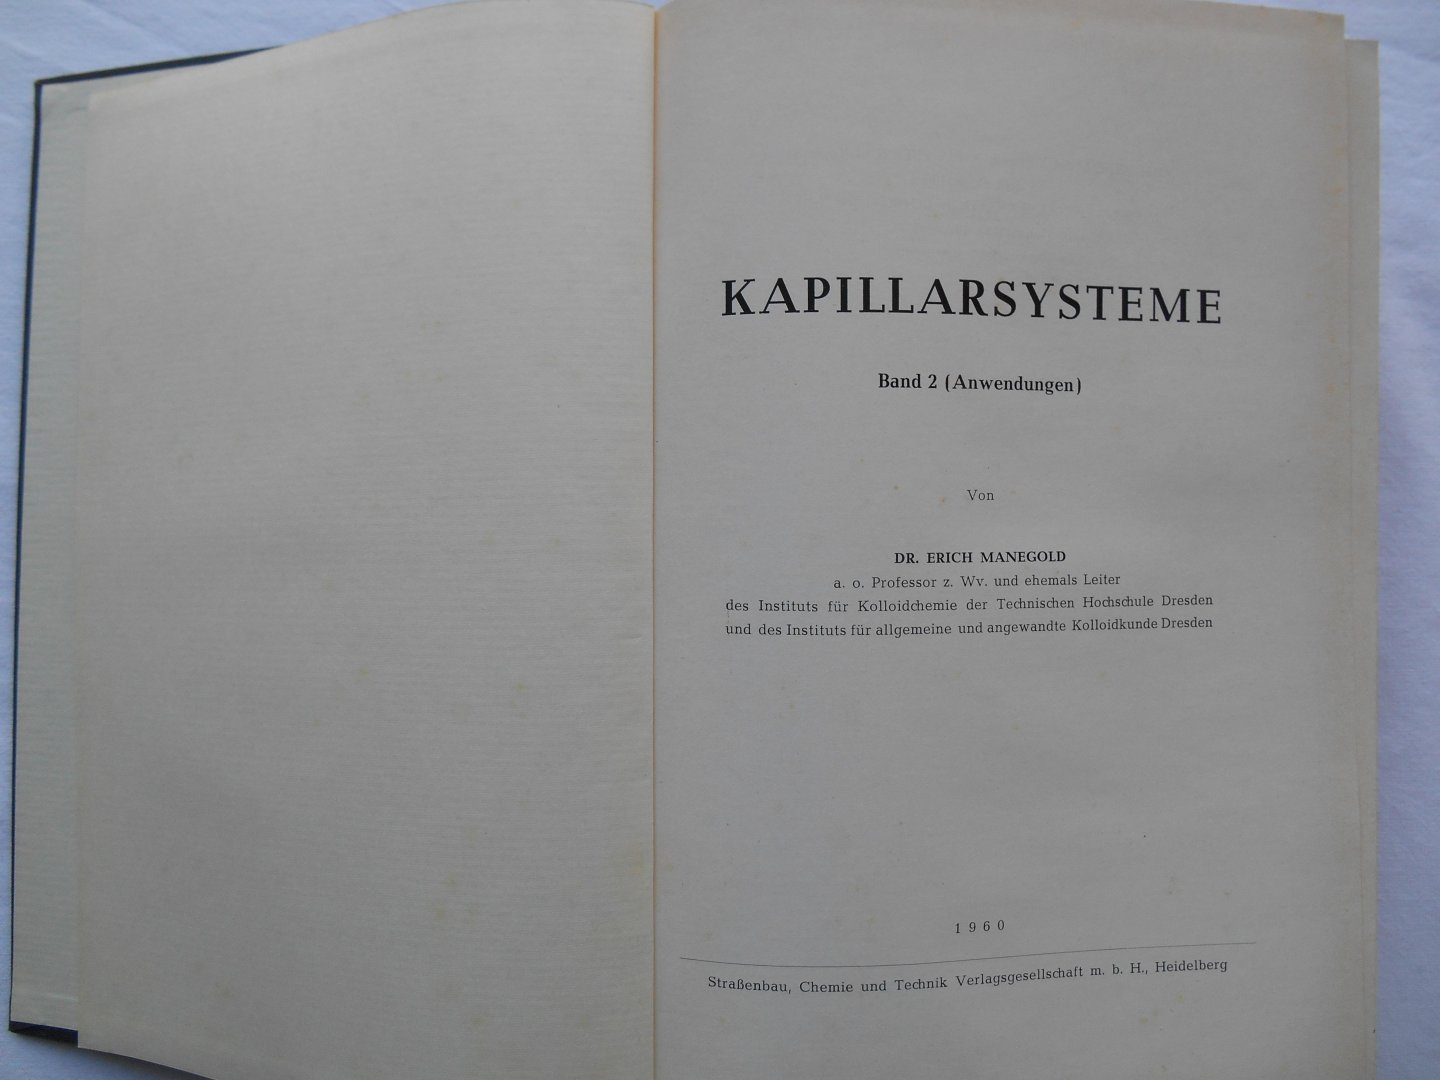 KAPILLARSYSTEME
Band 2 (Anwendungen)
Von
DR. ERICH MANEGOLD
a. o. Professor z. Wv. und ehemals Leiter
des Instituts für Kolloidchemie der Technischen Hochschule Dresden
und des Instituts für allgemeine und angewandte Kolloidkunde Dresden
1960
Straßenbau, Chemie und Technik Verlagsgesellschaft m. b. H., Heidelberg